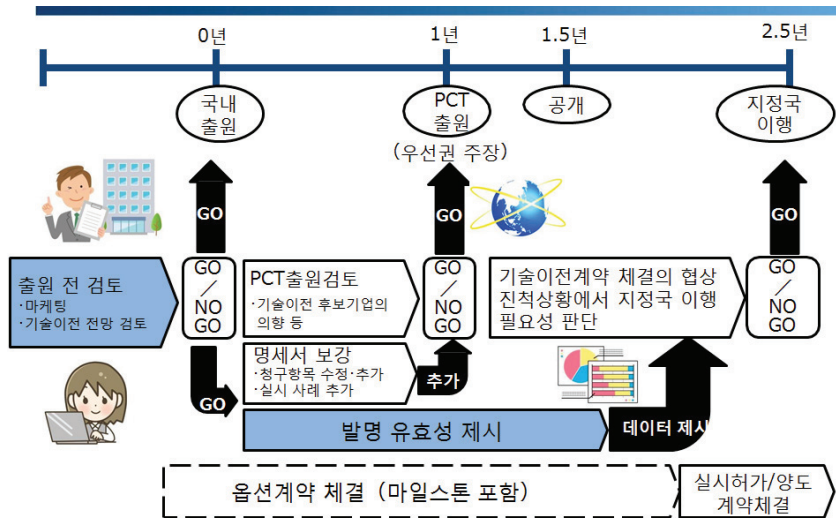 0년
1년
1.5년
2.5년
국내
출원
PCT
출원
(우선권 주장)
공개
지정국
이행
GO
GO
GO
출원 전 검토
·마케팅
·기술이전 전망 검토
GO
/
NO
GO
PCT출원검토
·기술이전 후보기업의
의향 등
GO
/
NO
GO
기술이전계약 체결의 협상
진척상황에서 지정국 이행
필요성 판단
GO
/
NO
GO
GO
명세서 보강
·청구항목 수정·추가
·실시 사례 추가
추가
발명 유효성 제시
데이터 제시
옵션계약 체결 (마일스톤 포함)
실시허가/양도
계약체결